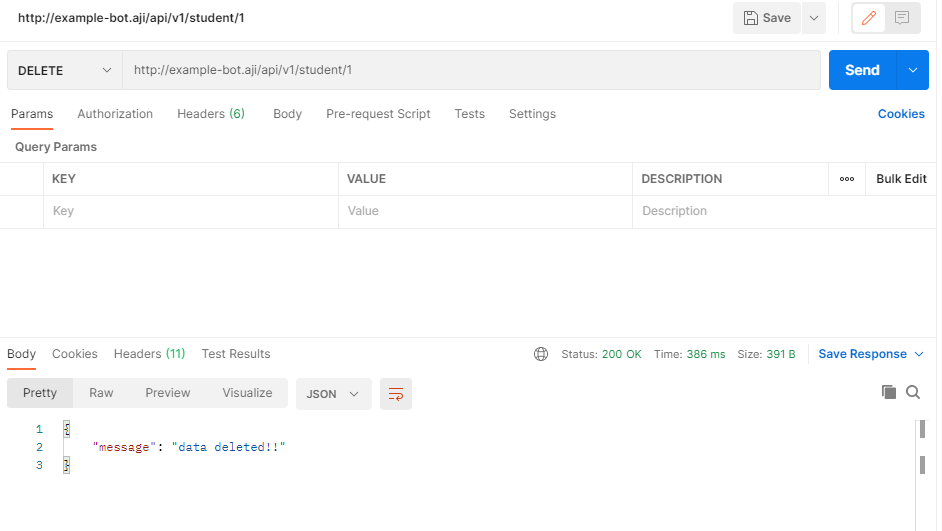 http://example-bot.aji/api/v1/student/1 Save
DELETE http://example-bot.aji/api/v1/student/1 Send
Params Authorization Headers (6) Body Pre-request Script Tests Settings Cookies
Query Params
KEY VALUE DESCRIPTION ooo Bulk Edit
Key Value Description
Body Cookies Headers (11) Test Results Status: 200 OK Time: 386 ms Size: 391 B Save Response
Pretty Raw Preview Visualize JSON
1 {
2 "message": "data deleted!!"
3 }